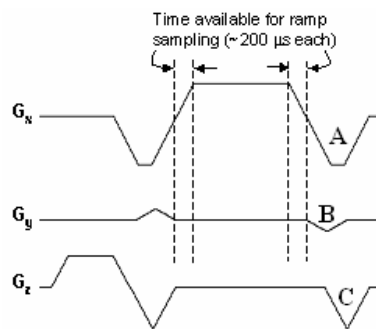 Time available for ramp
sampling (~200 µs each)
Gx
A
Gy
B
Gz
C